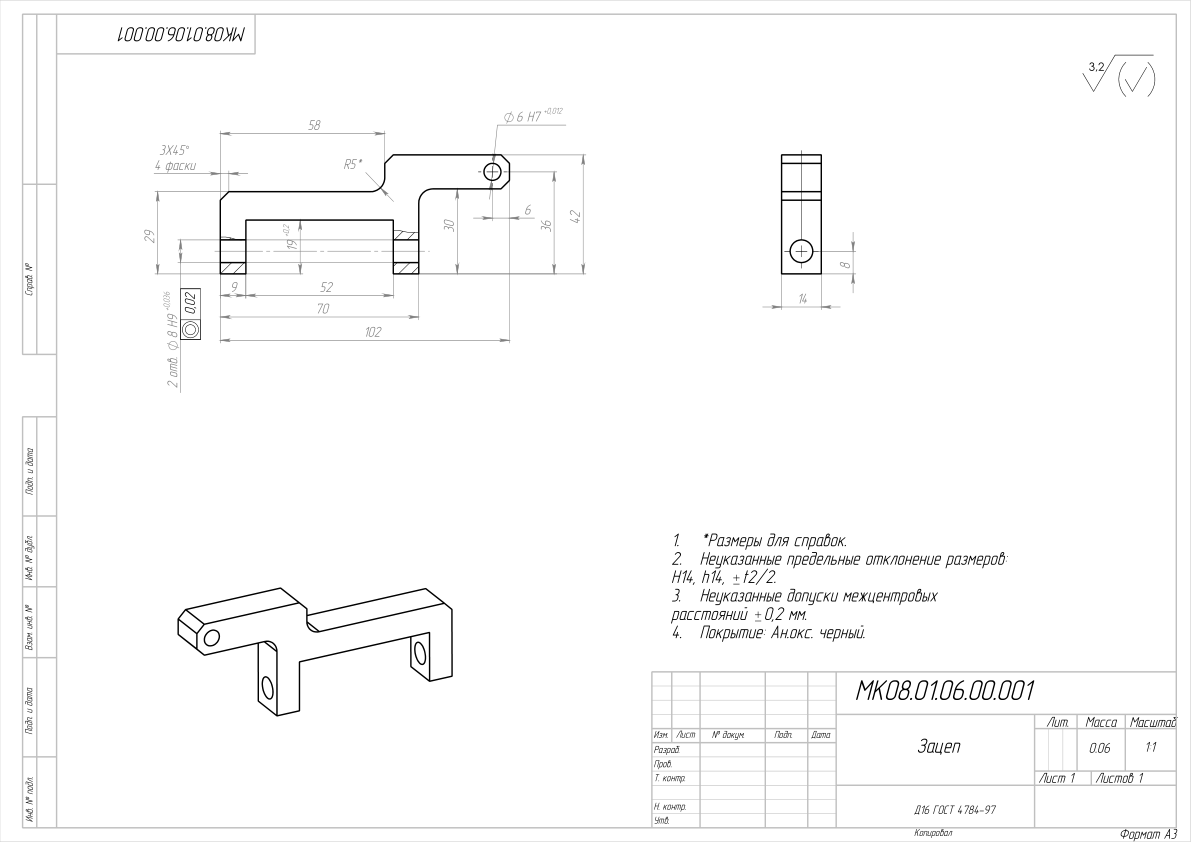 МК08.01.06.00.001
3,2
58
⌀ 6 H7 +0,012
3X45°
4 фаски
R5*
29
19 +0,2
30
6
36
42
9
52
70
102
2 отв. ⌀ 8 H9 +0,036
0,02
8
14
Справ. №
Подп. и дата
Инв. № дубл.
Взам. инв. №
Подп. и дата
Инв. № подл.
1. *Размеры для справок.
2. Неуказанные предельные отклонение размеров:
H14, h14, ±t2/2.
3. Неуказанные допуски межцентровых
расстояний ±0,2 мм.
4. Покрытие: Ан.окс. черный.
МК08.01.06.00.001
Изм. Лист № докум. Подп. Дата
Разраб.
Пров.
Т. контр.
Н. контр.
Утв.
Зацеп
Лит. Масса Масштаб
0.06 1:1
Лист 1 Листов 1
Д16 ГОСТ 4784-97
Копировал
Формат А3